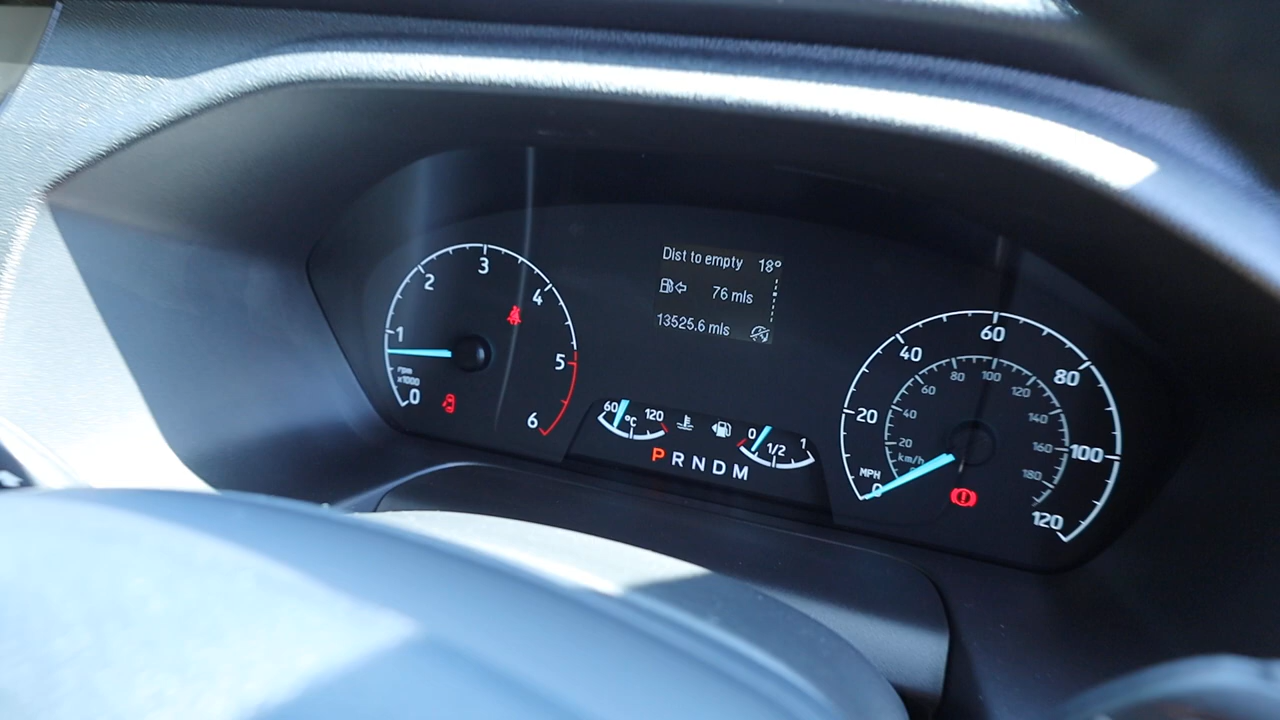 Dist to empty 18°
76 mls
13525.6 mls
0 1 2 3 4 5 6
rpm
x1000
60 °C 120
0 1/2 1
P R N D M
0 20 40 60 80 100 120
MPH
20 40 60 80 100 120 140 160 180
km/h